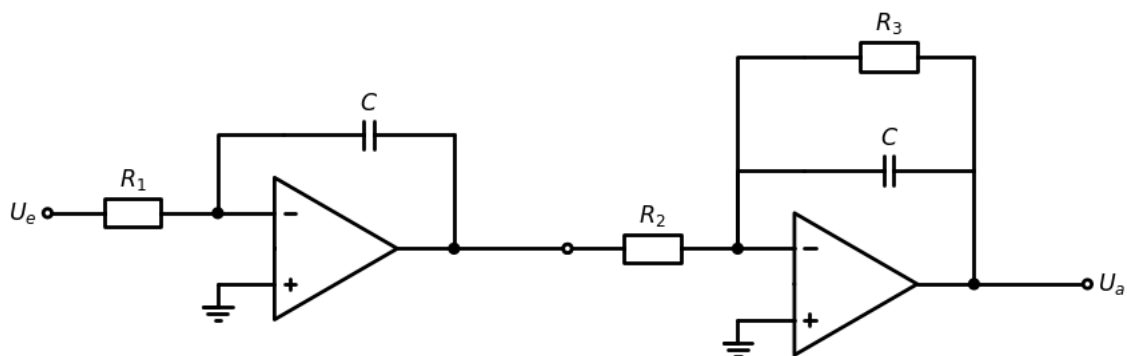 R₃
C
C
R₁
R₂
Uₑ
−
−
+
+
Uₐ